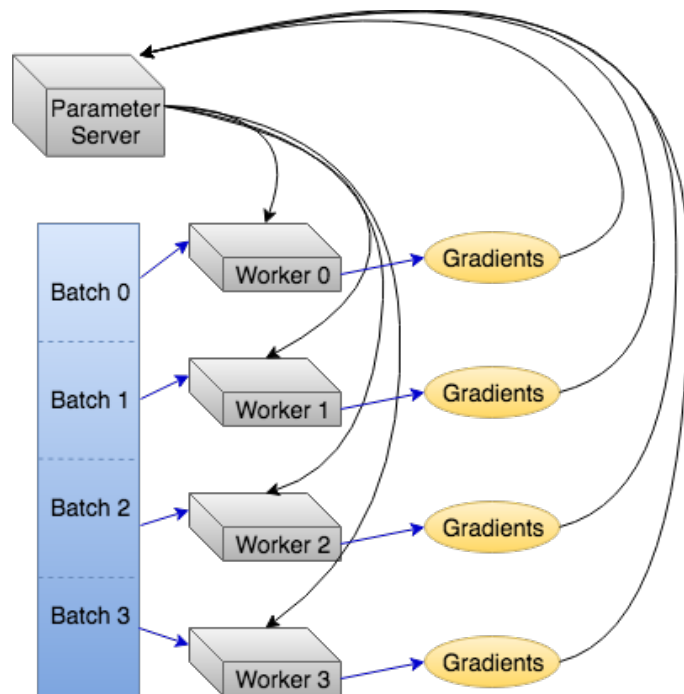 Parameter
Server
Batch 0
Worker 0
Gradients
Batch 1
Worker 1
Gradients
Batch 2
Worker 2
Gradients
Batch 3
Worker 3
Gradients